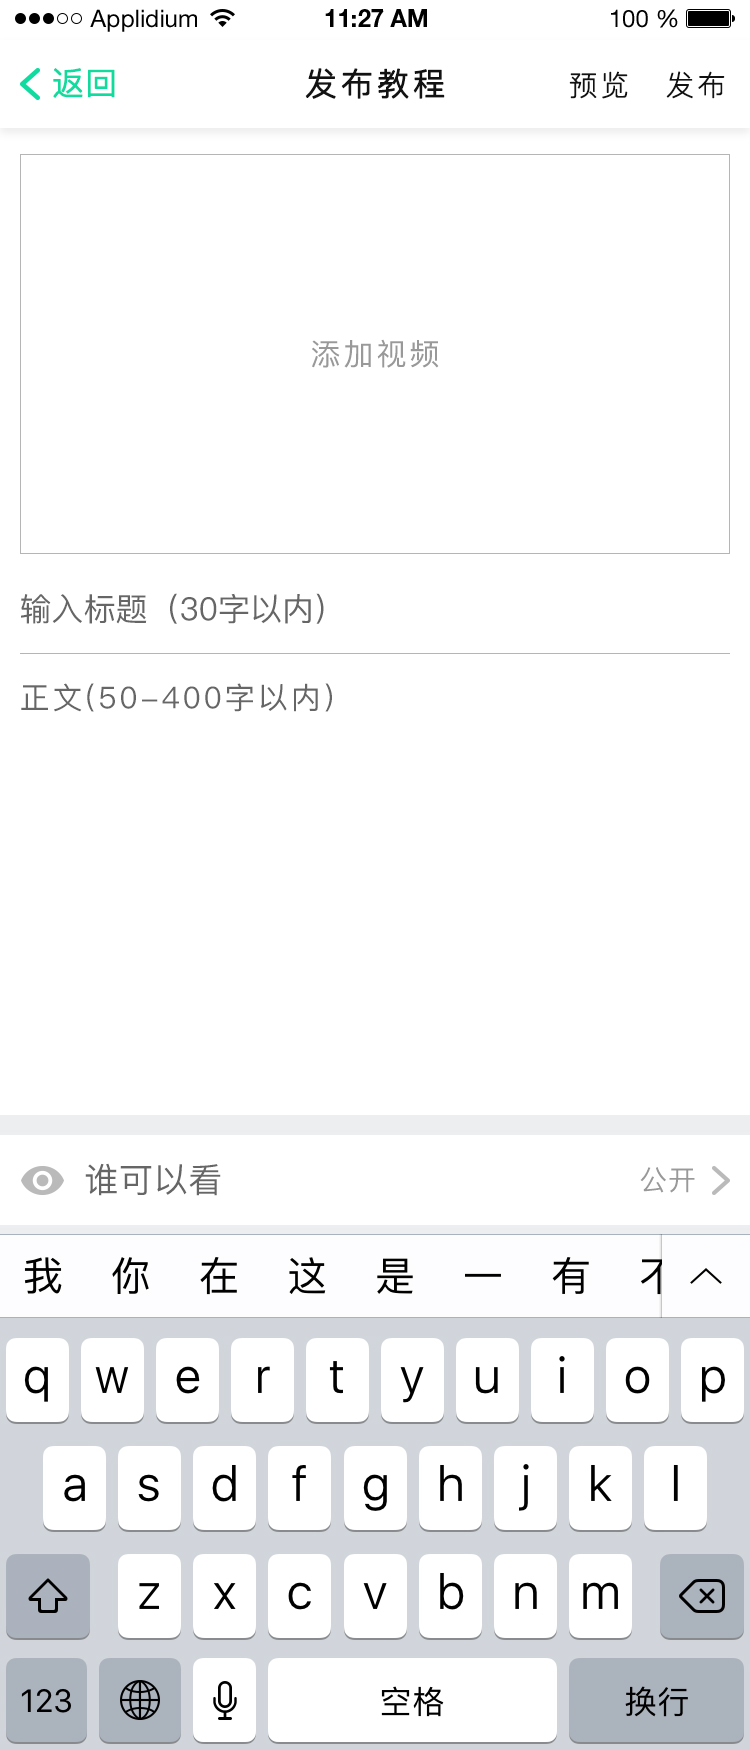 Applidium 11:27 AM 100 %
返回 发布教程 预览 发布
添加视频
输入标题（30字以内）
正文(50-400字以内)
谁可以看 公开
我 你 在 这 是 一 有
q w e r t y u i o p
a s d f g h j k l
z x c v b n m
123 空格 换行